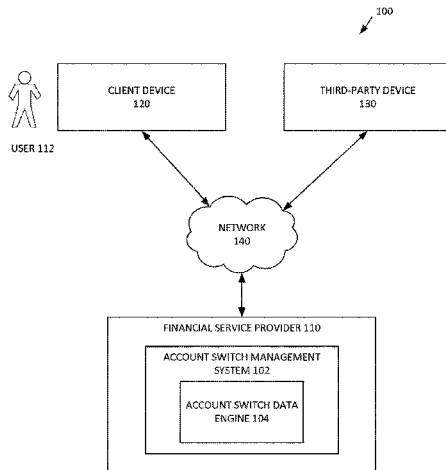 100
CLIENT DEVICE
120
THIRD-PARTY DEVICE
130
USER 112
NETWORK
140
FINANCIAL SERVICE PROVIDER 110
ACCOUNT SWITCH MANAGEMENT
SYSTEM 102
ACCOUNT SWITCH DATA
ENGINE 104